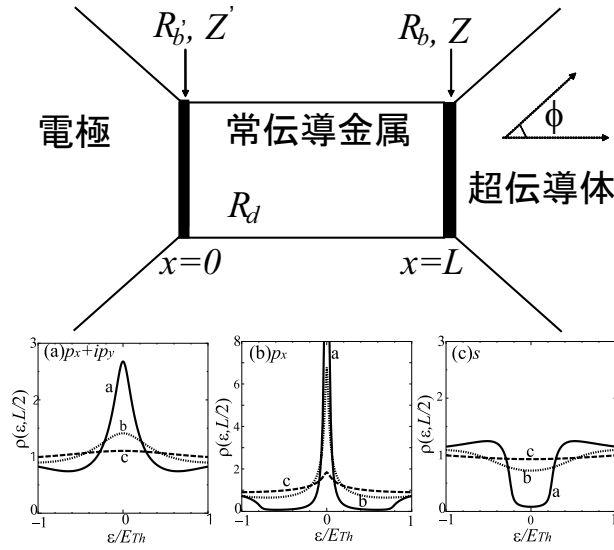 R_b', Z' R_b, Z
電極 常伝導金属 ϕ
超伝導体
R_d
x=0 x=L
(a)p_x+ip_y (b)p_x (c)s
ρ(ε,L/2) ρ(ε,L/2) ρ(ε,L/2)
3 8 3
a a
6
2 2
b 4 b c
1 c 2 c 1 b a
0 0 0
−1 0 1 −1 0 1 −1 0 1
ε/E_Th ε/E_Th ε/E_Th